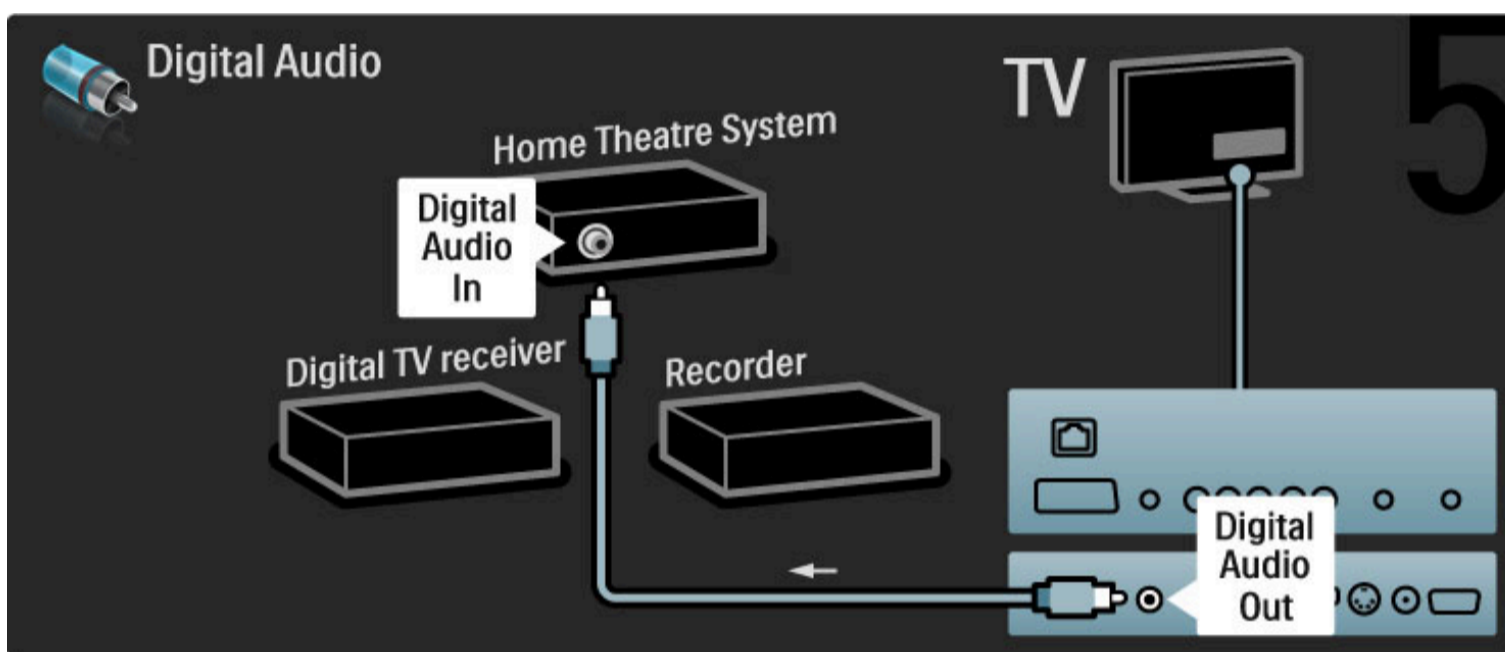 Digital Audio
TV
5
Home Theatre System
Digital
Audio
In
Digital TV receiver
Recorder
Digital
Audio
Out